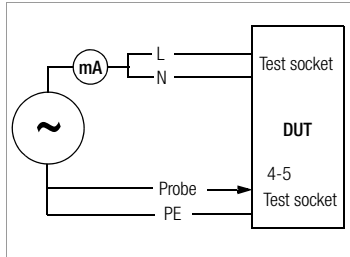 L
mA
N
Test socket
~
DUT
4-5
Probe
Test socket
PE